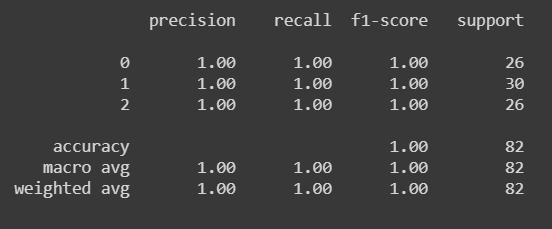 precision recall f1-score support
0 1.00 1.00 1.00 26
1 1.00 1.00 1.00 30
2 1.00 1.00 1.00 26
accuracy 1.00 82
macro avg 1.00 1.00 1.00 82
weighted avg 1.00 1.00 1.00 82